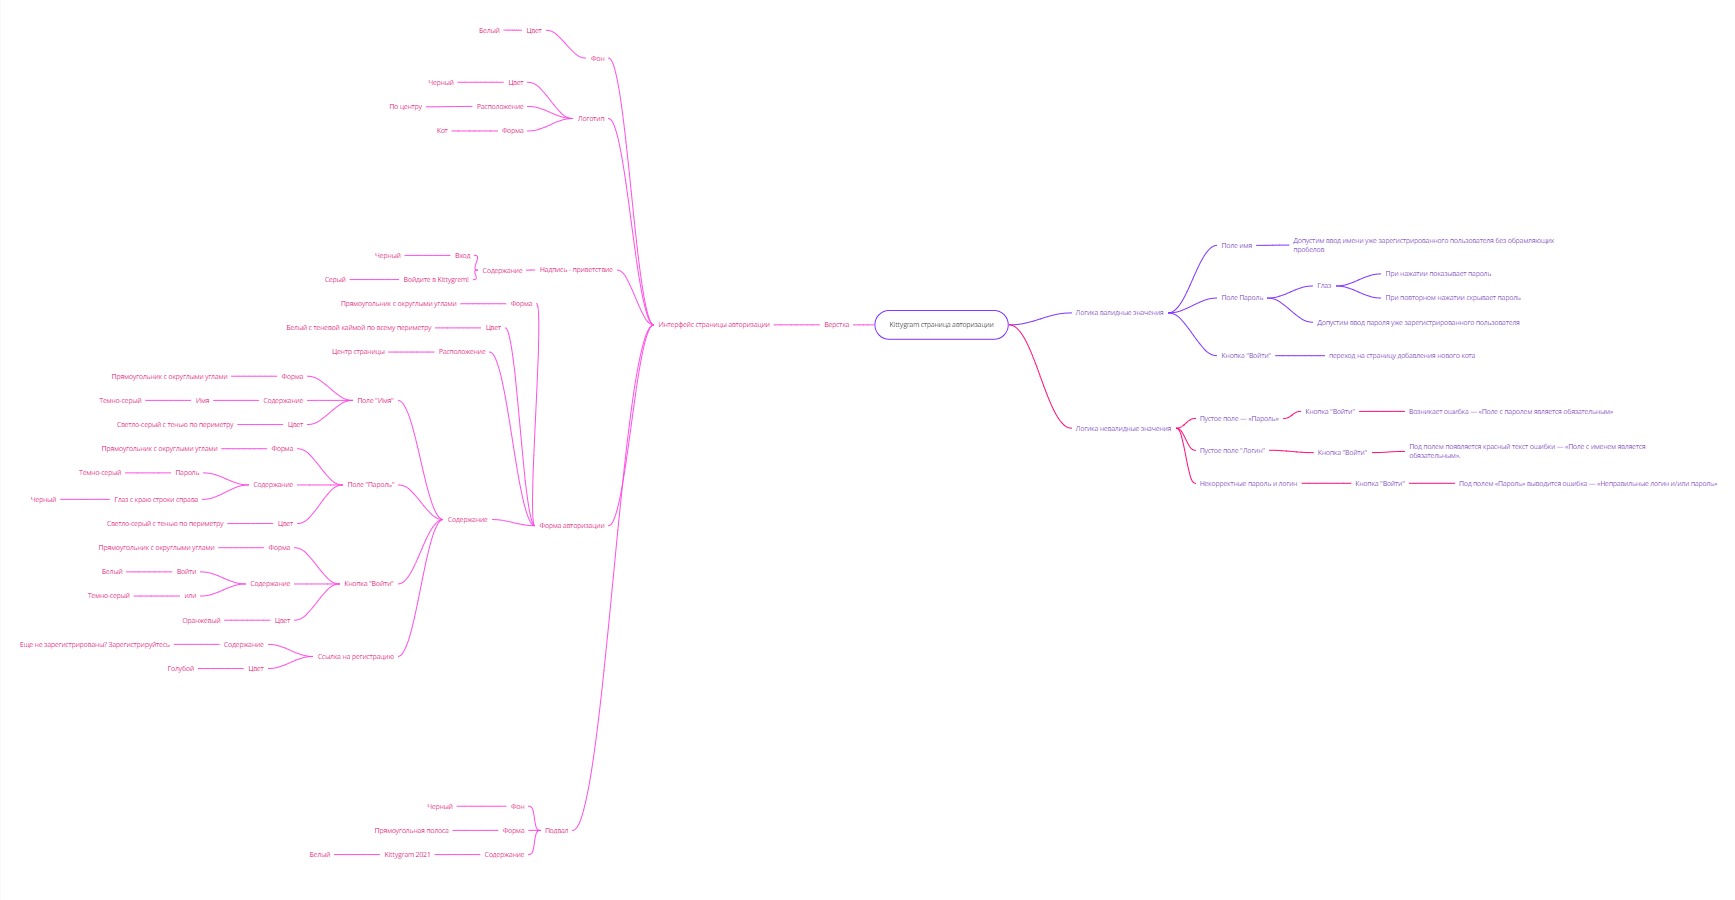 Белый
Цвет
Фон
Черный
Цвет
По центру
Расположение
Логотип
Кот
Форма
Черный
Вход
Содержание
Надпись - приветствие
Серый
Войдите в Kittygrem!
Прямоугольник с округлыми углами
Форма
Белый с теневой каймой по всему периметру
Цвет
Центр страницы
Расположение
Прямоугольник с округлыми углами
Форма
Темно-серый
Имя
Содержание
Поле "Имя"
Светло-серый с тенью по периметру
Цвет
Прямоугольник с округлыми углами
Форма
Темно-серый
Пароль
Содержание
Поле "Пароль"
Черный
Глаз с краю строки справа
Светло-серый с тенью по периметру
Цвет
Содержание
Форма авторизации
Прямоугольник с округлыми углами
Форма
Белый
Войти
Содержание
Кнопка "Войти"
Темно-серый
или
Оранжевый
Цвет
Еще не зарегистрированы? Зарегистрируйтесь
Содержание
Ссылка на регистрацию
Голубой
Цвет
Черный
Фон
Прямоугольная полоса
Форма
Подвал
Белый
Kittygram 2021
Содержание
Интерфейс страницы авторизации
Верстка
Kittygram страница авторизации
Логика валидные значения
Поле имя
Допустим ввод имени уже зарегистрированного пользователя без обрамляющих
пробелов
Поле Пароль
Глаз
При нажатии показывает пароль
При повторном нажатии скрывает пароль
Допустим ввод пароля уже зарегистрированного пользователя
Кнопка "Войти"
переход на страницу добавления нового кота
Логика невалидные значения
Пустое поле — «Пароль»
Кнопка "Войти"
Возникает ошибка — «Поле с паролем является обязательным»
Пустое поле "Логин"
Кнопка "Войти"
Под полем появляется красный текст ошибки — «Поле с именем является
обязательным».
Некорректные пароль и логин
Кнопка "Войти"
Под полем «Пароль» выводится ошибка — «Неправильные логин и/или пароль»